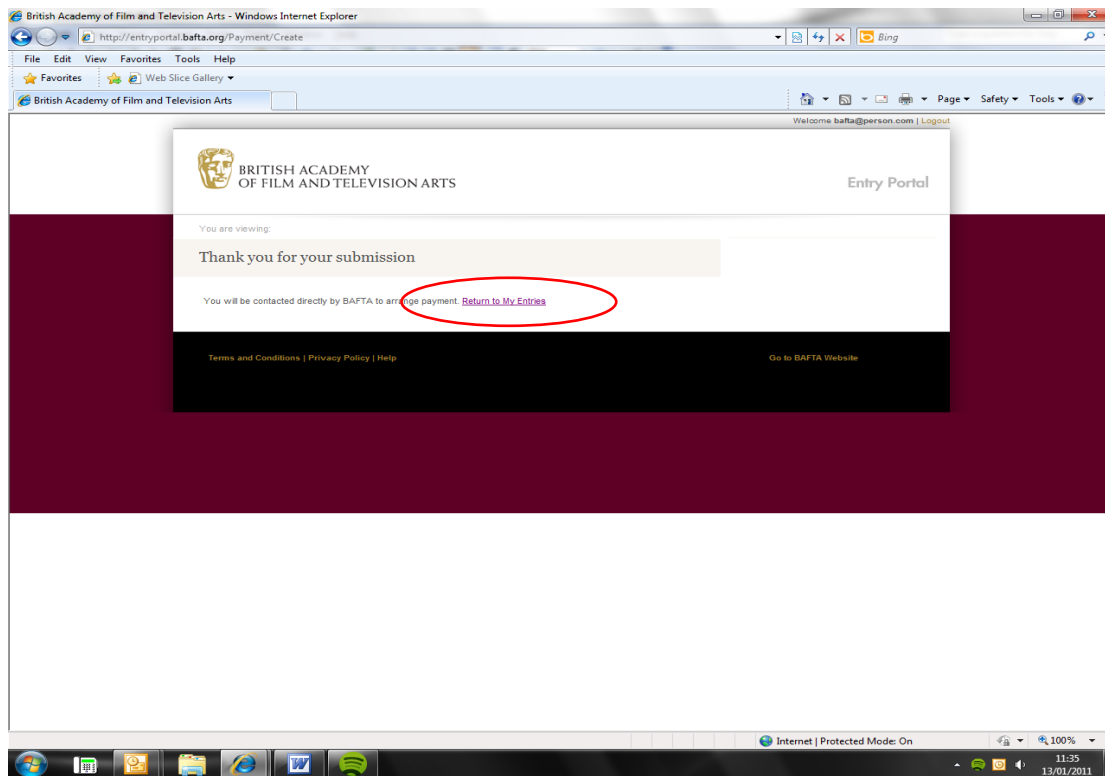 British Academy of Film and Television Arts - Windows Internet Explorer
http://entryportal.bafta.org/Payment/Create
Bing
File Edit View Favorites Tools Help
Favorites Web Slice Gallery
British Academy of Film and Television Arts
Page Safety Tools
Welcome bafta@person.com | Logout
BRITISH ACADEMY
OF FILM AND TELEVISION ARTS
Entry Portal
You are viewing:
Thank you for your submission
You will be contacted directly by BAFTA to arrange payment. Return to My Entries
Terms and Conditions | Privacy Policy | Help
Go to BAFTA Website
Internet | Protected Mode: On
100%
11:35
13/01/2011